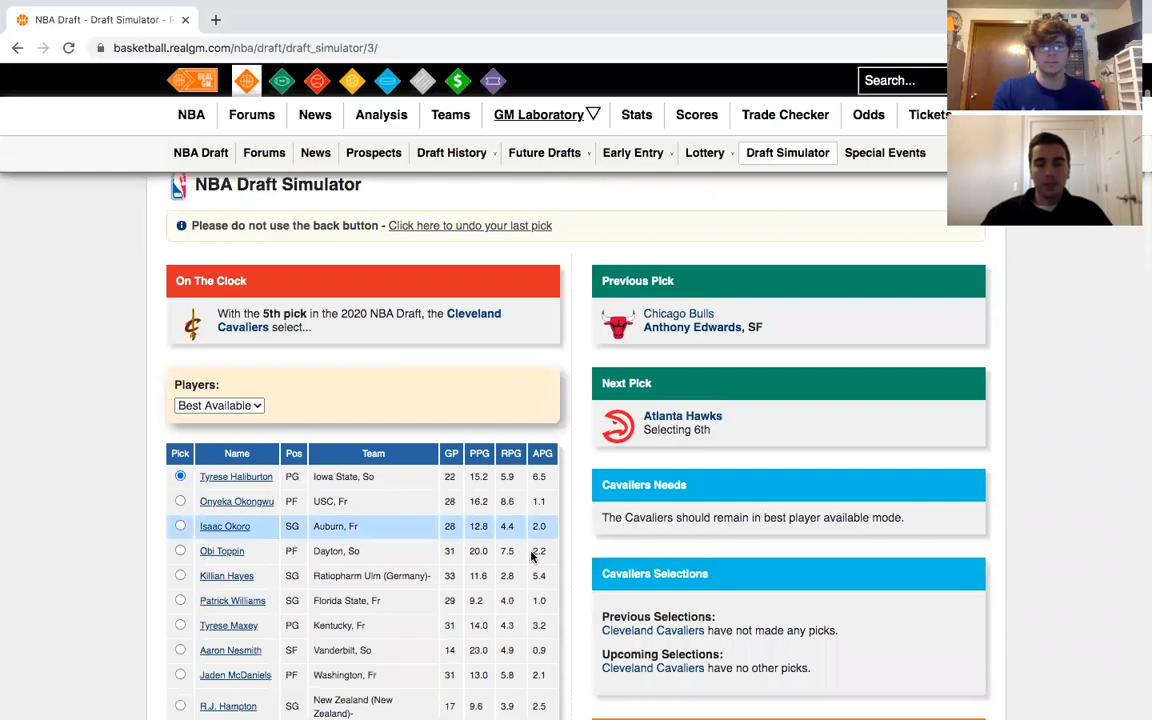 NBA Draft - Draft Simulator - R
basketball.realgm.com/nba/draft/draft_simulator/3/
REAL GM
Search...
NBA Forums News Analysis Teams GM Laboratory Stats Scores Trade Checker Odds Tickets
NBA Draft Forums News Prospects Draft History Future Drafts Early Entry Lottery Draft Simulator Special Events
NBA Draft Simulator
Please do not use the back button - Click here to undo your last pick
On The Clock
With the 5th pick in the 2020 NBA Draft, the Cleveland
Cavaliers select...
Previous Pick
Chicago Bulls
Anthony Edwards, SF
Next Pick
Atlanta Hawks
Selecting 6th
Players:
Best Available
Pick Name Pos Team GP PPG RPG APG
Tyrese Haliburton PG Iowa State, So 22 15.2 5.9 6.5
Onyeka Okongwu PF USC, Fr 28 16.2 8.6 1.1
Isaac Okoro SG Auburn, Fr 28 12.8 4.4 2.0
Obi Toppin PF Dayton, So 31 20.0 7.5 2.2
Killian Hayes SG Ratiopharm Ulm (Germany)- 33 11.6 2.8 5.4
Patrick Williams SG Florida State, Fr 29 9.2 4.0 1.0
Tyrese Maxey PG Kentucky, Fr 31 14.0 4.3 3.2
Aaron Nesmith SF Vanderbilt, So 14 23.0 4.9 0.9
Jaden McDaniels PF Washington, Fr 31 13.0 5.8 2.1
R.J. Hampton SG New Zealand (New
Zealand)- 17 9.6 3.9 2.5
Cavaliers Needs
The Cavaliers should remain in best player available mode.
Cavaliers Selections
Previous Selections:
Cleveland Cavaliers have not made any picks.
Upcoming Selections:
Cleveland Cavaliers have no other picks.